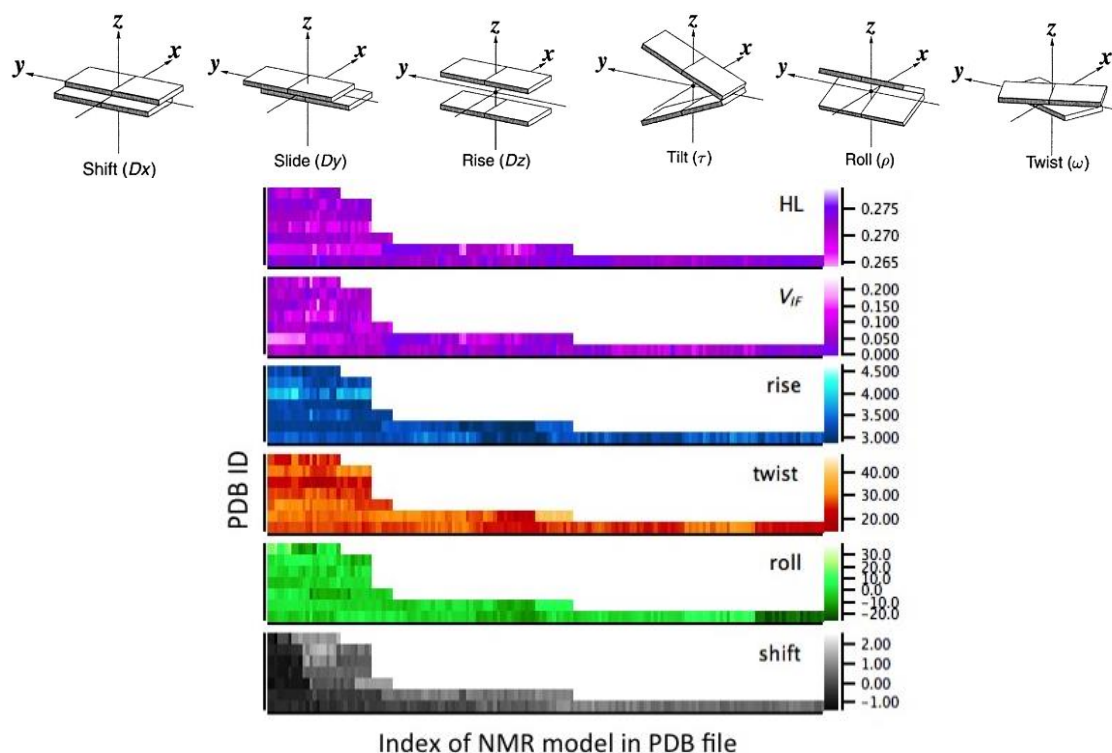 z
x
y
Shift (Dx)
z
x
y
Slide (Dy)
z
x
y
Rise (Dz)
z
x
y
Tilt (τ)
z
x
y
Roll (ρ)
z
x
y
Twist (ω)
HL
0.275
0.270
0.265
V_IF
0.200
0.150
0.100
0.050
0.000
rise
4.500
4.000
3.500
3.000
PDB ID
twist
40.00
30.00
20.00
roll
30.0
20.0
10.0
0.0
−10.0
−20.0
shift
2.00
1.00
0.00
−1.00
Index of NMR model in PDB file